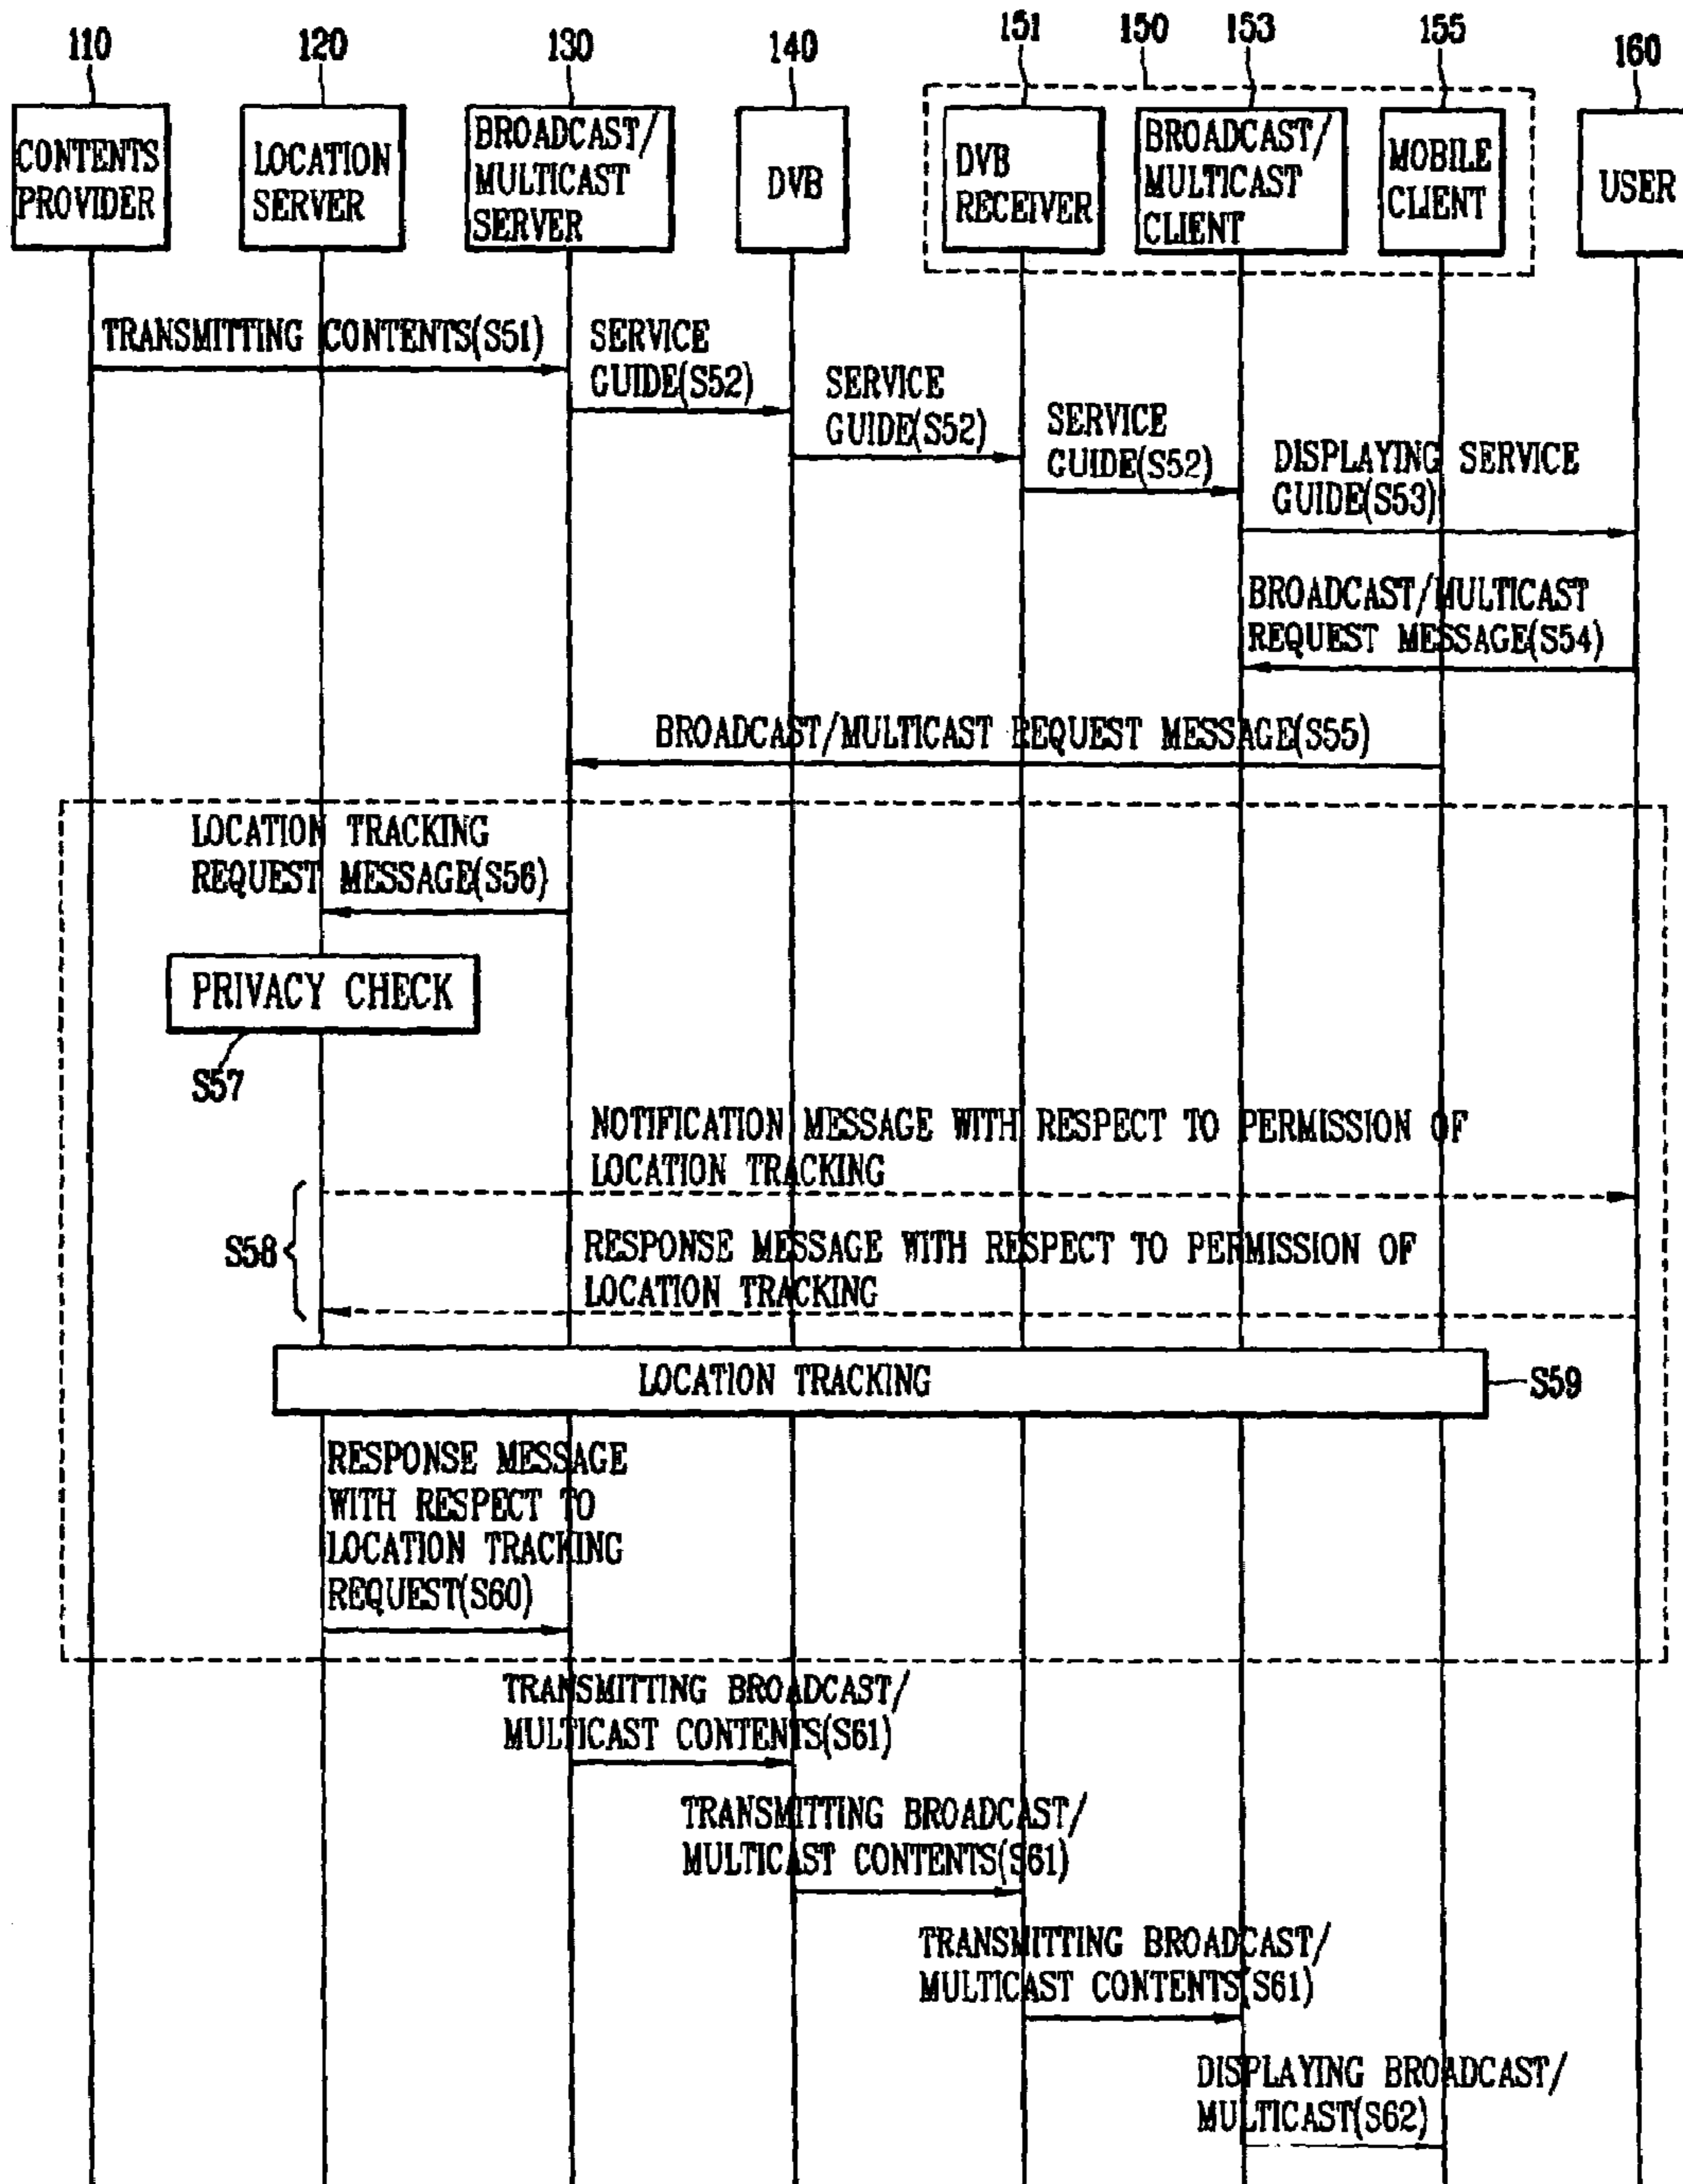 110
120
130
140
151
150
153
155
160
CONTENTS
PROVIDER
LOCATION
SERVER
BROADCAST/
MULTICAST
SERVER
DVB
DVB
RECEIVER
BROADCAST/
MULTICAST
CLIENT
MOBILE
CLIENT
USER
TRANSMITTING CONTENTS(S51)
SERVICE
GUIDE(S52)
SERVICE
GUIDE(S52)
SERVICE
GUIDE(S52)
DISPLAYING SERVICE
GUIDE(S53)
BROADCAST/MULTICAST
REQUEST MESSAGE(S54)
BROADCAST/MULTICAST REQUEST MESSAGE(S55)
LOCATION TRACKING
REQUEST MESSAGE(S56)
PRIVACY CHECK
S57
NOTIFICATION MESSAGE WITH RESPECT TO PERMISSION OF
LOCATION TRACKING
S58
RESPONSE MESSAGE WITH RESPECT TO PERMISSION OF
LOCATION TRACKING
LOCATION TRACKING
S59
RESPONSE MESSAGE
WITH RESPECT TO
LOCATION TRACKING
REQUEST(S60)
TRANSMITTING BROADCAST/
MULTICAST CONTENTS(S61)
TRANSMITTING BROADCAST/
MULTICAST CONTENTS(S61)
TRANSMITTING BROADCAST/
MULTICAST CONTENTS(S61)
DISPLAYING BROADCAST/
MULTICAST(S62)